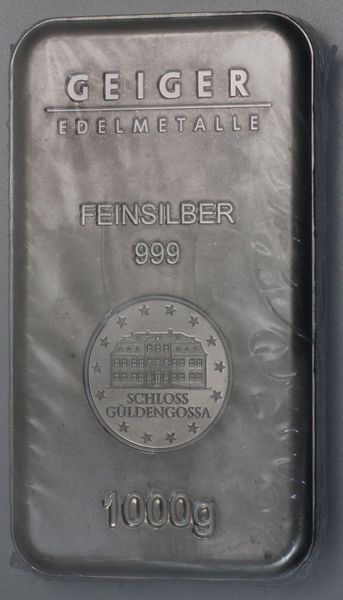 GEIGER
EDELMETALLE
FEINSILBER
999
SCHLOSS
GÜLDENGOSSA
1000g